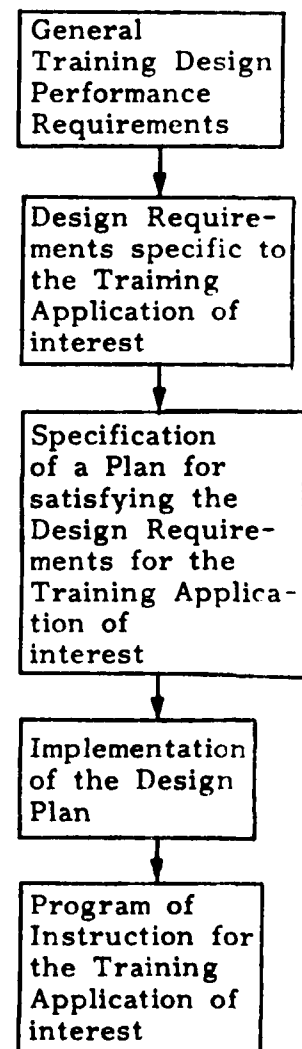 General
Training Design
Performance
Requirements
Design Require-
ments specific to
the Training
Application of
interest
Specification
of a Plan for
satisfying the
Design Require-
ments for the
Training Applica-
tion of
interest
Implementation
of the Design
Plan
Program of
Instruction for
the Training
Application of
interest